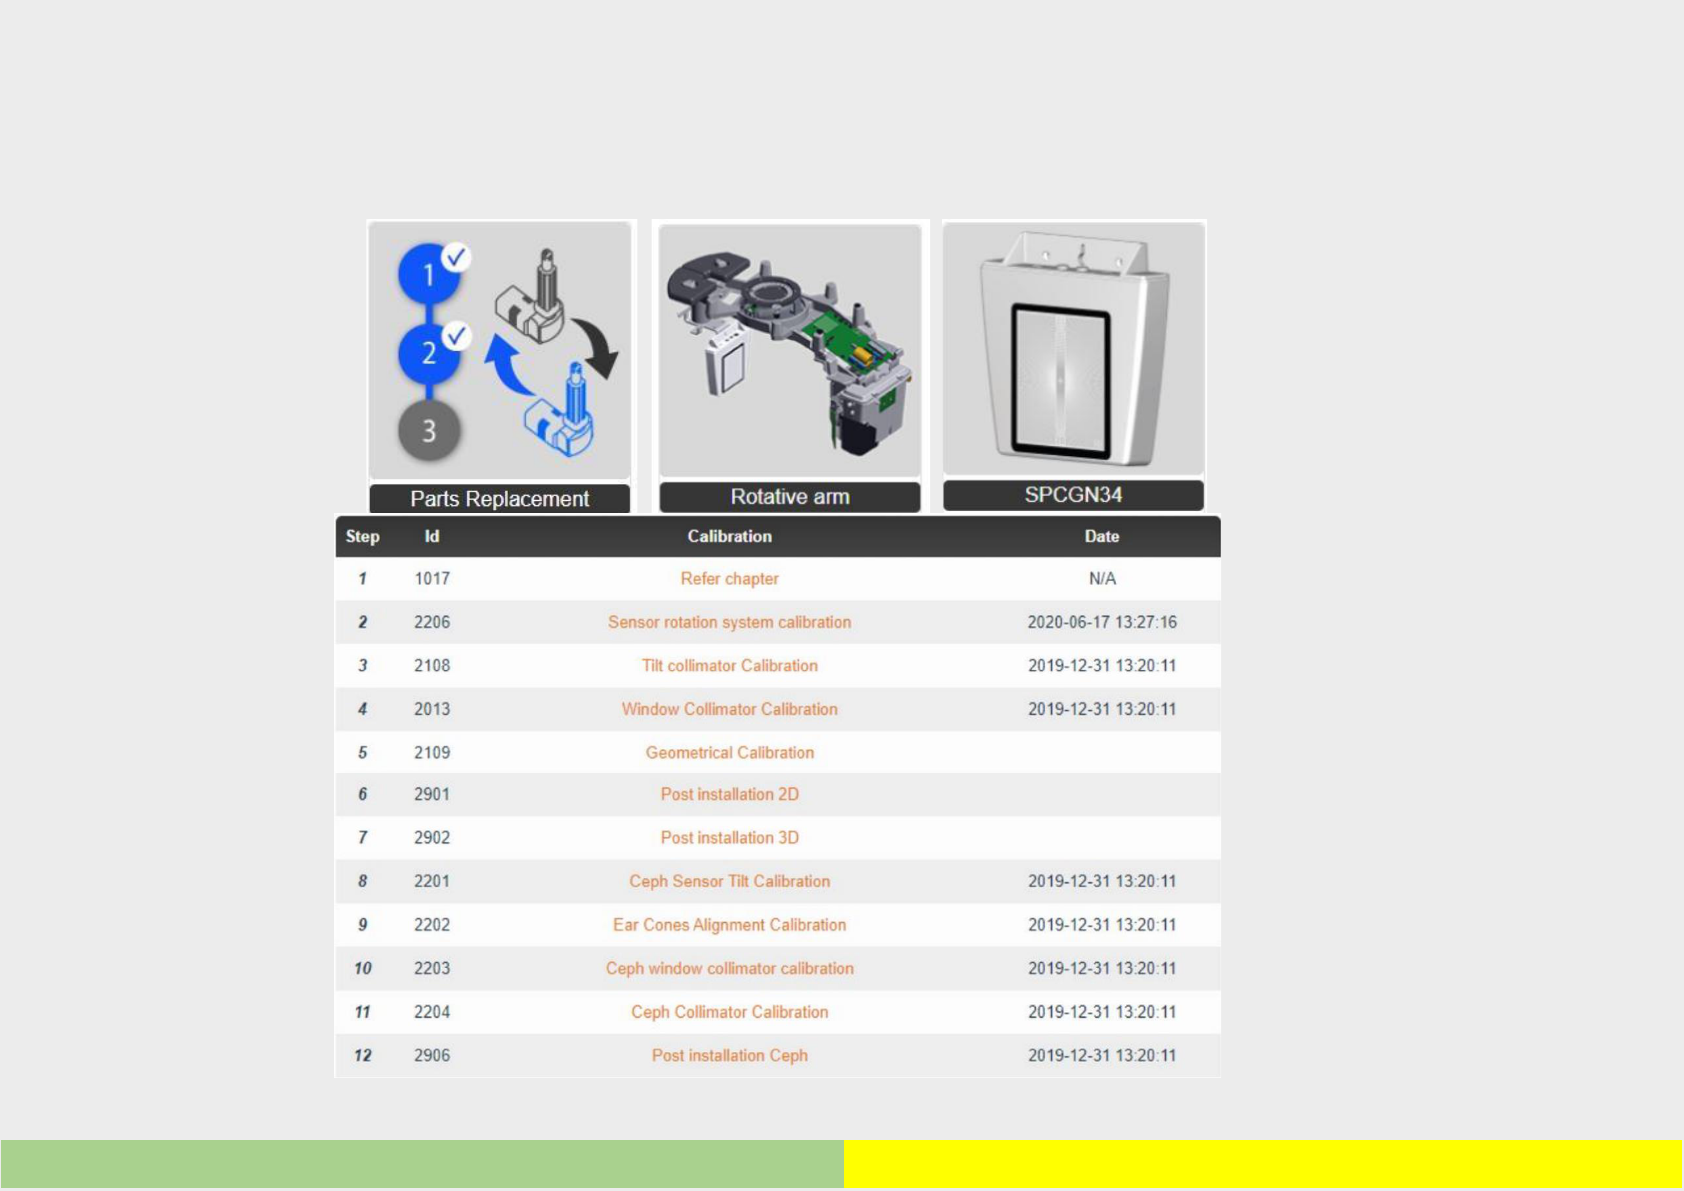 1
2
3
Parts Replacement
Rotative arm
SPCGN34
Step Id Calibration Date
1 1017 Refer chapter N/A
2 2206 Sensor rotation system calibration 2020-06-17 13:27:16
3 2108 Tilt collimator Calibration 2019-12-31 13:20:11
4 2013 Window Collimator Calibration 2019-12-31 13:20:11
5 2109 Geometrical Calibration
6 2901 Post installation 2D
7 2902 Post installation 3D
8 2201 Ceph Sensor Tilt Calibration 2019-12-31 13:20:11
9 2202 Ear Cones Alignment Calibration 2019-12-31 13:20:11
10 2203 Ceph window collimator calibration 2019-12-31 13:20:11
11 2204 Ceph Collimator Calibration 2019-12-31 13:20:11
12 2906 Post installation Ceph 2019-12-31 13:20:11